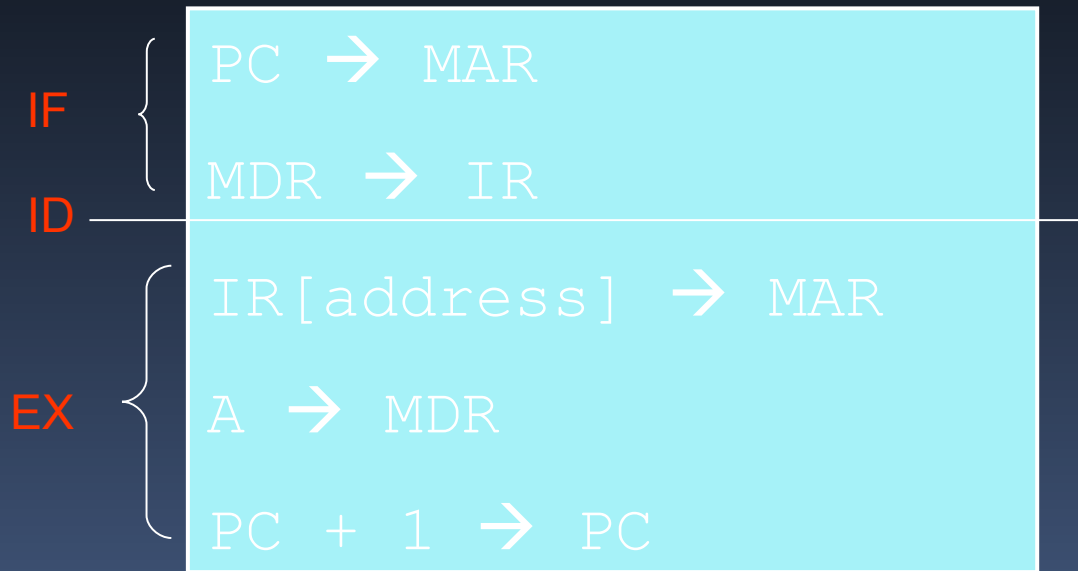 PC → MAR
IF
MDR → IR
ID
IR[address] → MAR
EX
A → MDR
PC + 1 → PC